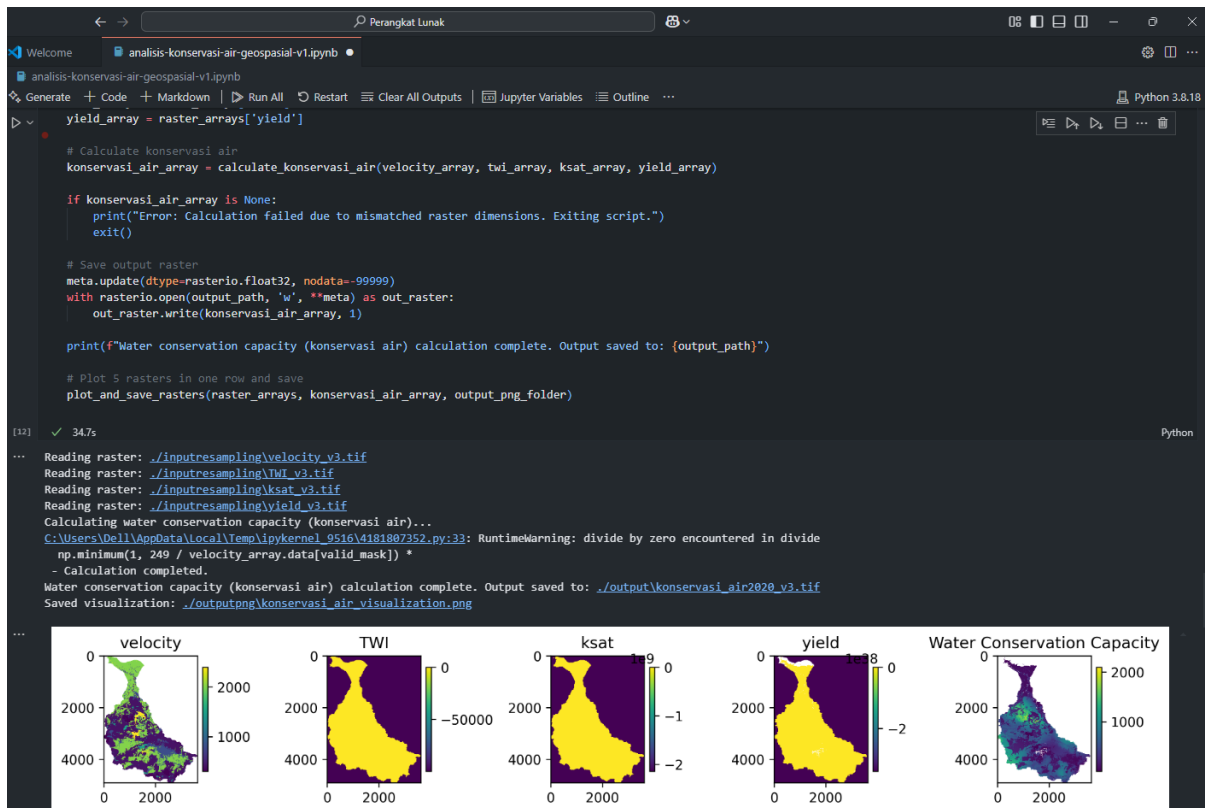 Perangkat Lunak
Welcome
analisis-konservasi-air-geospasial-v1.ipynb
analisis-konservasi-air-geospasial-v1.ipynb
Generate + Code + Markdown Run All Restart Clear All Outputs Jupyter Variables Outline ... Python 3.8.18
yield_array = raster_arrays['yield']
# Calculate konservasi air
konservasi_air_array = calculate_konservasi_air(velocity_array, twi_array, ksat_array, yield_array)
if konservasi_air_array is None:
print("Error: Calculation failed due to mismatched raster dimensions. Exiting script.")
exit()
# Save output raster
meta.update(dtype=rasterio.float32, nodata=-99999)
with rasterio.open(output_path, 'w', **meta) as out_raster:
out_raster.write(konservasi_air_array, 1)
print(f"Water conservation capacity (konservasi air) calculation complete. Output saved to: {output_path}")
# Plot 5 rasters in one row and save
plot_and_save_rasters(raster_arrays, konservasi_air_array, output_png_folder)
[12] ✓ 34.7s Python
... Reading raster: ./inputresampling\velocity_v3.tif
Reading raster: ./inputresampling\TWI_v3.tif
Reading raster: ./inputresampling\ksat_v3.tif
Reading raster: ./inputresampling\yield_v3.tif
Calculating water conservation capacity (konservasi air)...
C:\Users\Dell\AppData\Local\Temp\ipykernel_9516\4181807352.py:33: RuntimeWarning: divide by zero encountered in divide
np.minimum(1, 249 / velocity_array.data[valid_mask]) *
- Calculation completed.
Water conservation capacity (konservasi air) calculation complete. Output saved to: ./output\konservasi_air2020_v3.tif
Saved visualization: ./outputpng\konservasi_air_visualization.png
...
velocity TWI ksat yield Water Conservation Capacity
0 0 0 0 1e9 0 0 1e38 0 0
2000 2000
2000 2000 −50000 2000 −1 2000 −2 2000 1000
1000
4000 4000 4000 −2 4000 4000
0 2000 0 2000 0 2000 0 2000 0 2000